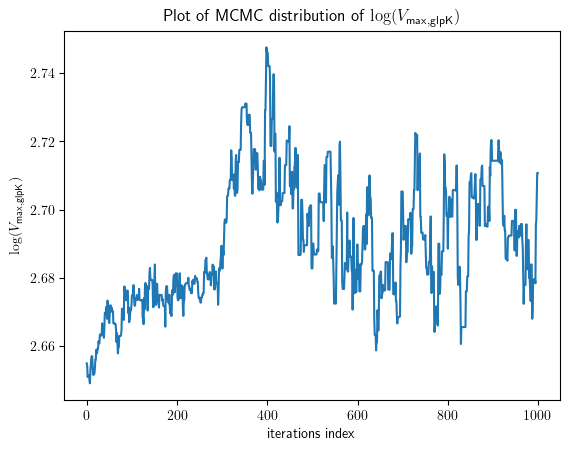 Plot of MCMC distribution of log(V_max,glpK)
log(V_max,glpK)
2.74
2.72
2.70
2.68
2.66
0 200 400 600 800 1000
iterations index